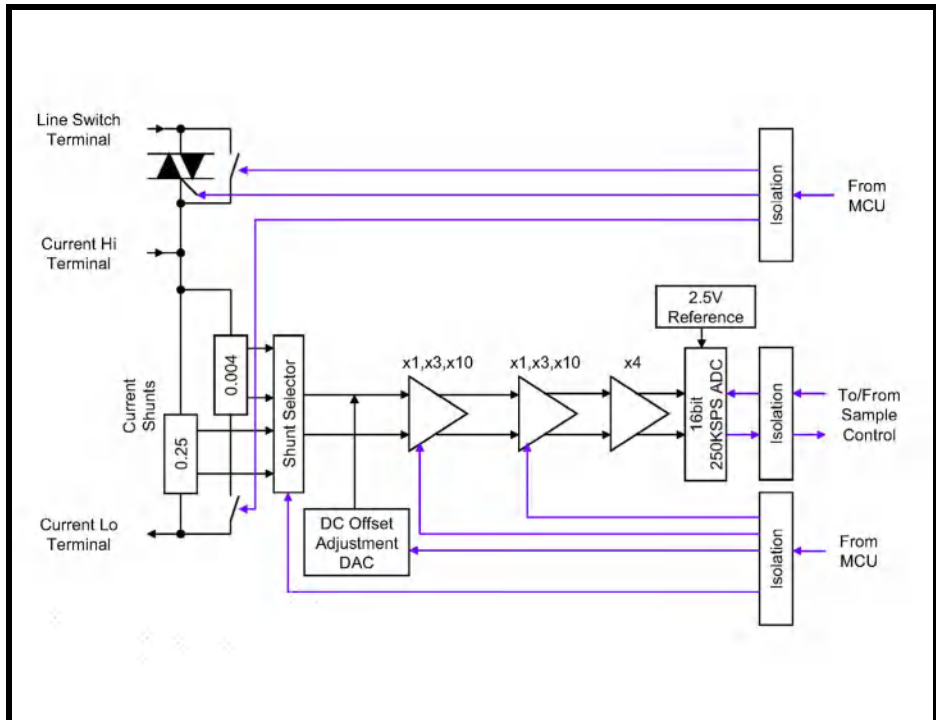 Line Switch
Terminal
Isolation
From
MCU
Current Hi
Terminal
2.5V
Reference
Current
Shunts
0.004
0.25
Shunt Selector
x1,x3,x10
x1,x3,x10
x4
16bit
250KSPS ADC
Isolation
To/From
Sample
Control
Current Lo
Terminal
DC Offset
Adjustment
DAC
Isolation
From
MCU